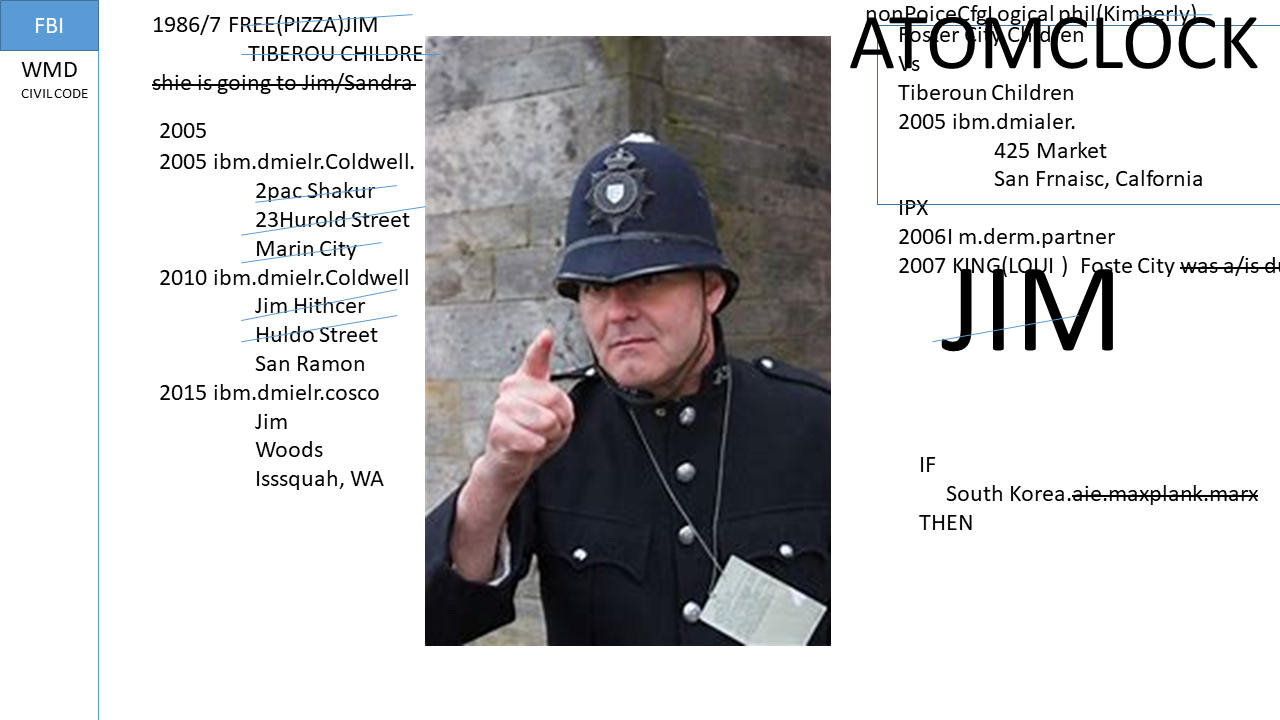 FBI
WMD
CIVILCODE
1986/7 FREE(PIZZA)JIM
TIBEROU CHILDRE
shie is going to Jim/Sandra
2005
2005 ibm.dmielr.Coldwell.
2pac Shakur
23Hurold Street
Marin City
2010 ibm.dmielr.Coldwell
Jim Hithcer
Huldo Street
San Ramon
2015 ibm.dmielr.cosco
Jim
Woods
Isssquah, WA
nonPoiceCfgLogical phil(Kimberly)
ATOMCLOCK
Foster City Children
Vs
Tiberoun Children
2005 ibm.dmialer.
425 Market
San Frnaisc, Calfornia
IPX
2006I m.derm.partner
2007 KING(LOUI ) Foste City was a/is du
JIM
IF
South Korea.aie.maxplank.marx
THEN